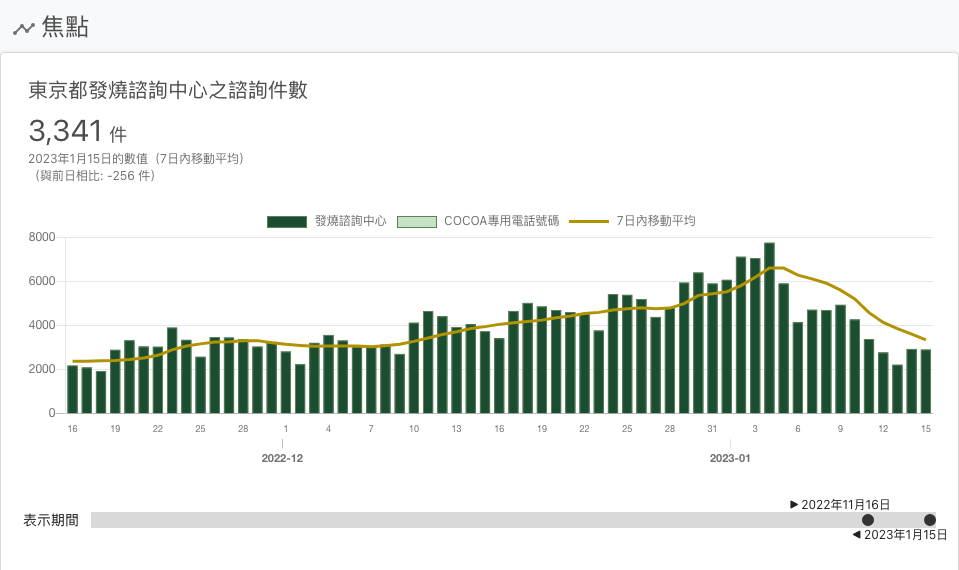 焦點
東京都發燒諮詢中心之諮詢件數
3,341 件
2023年1月15日的數值（7日內移動平均）
（與前日相比: -256 件）
發燒諮詢中心 COCOA專用電話號碼 7日內移動平均
8000
6000
4000
2000
0
16 19 22 25 28 1 4 7 10 13 16 19 22 25 28 31 3 6 9 12 15
2022-12 2023-01
▶ 2022年11月16日
表示期間
◀ 2023年1月15日